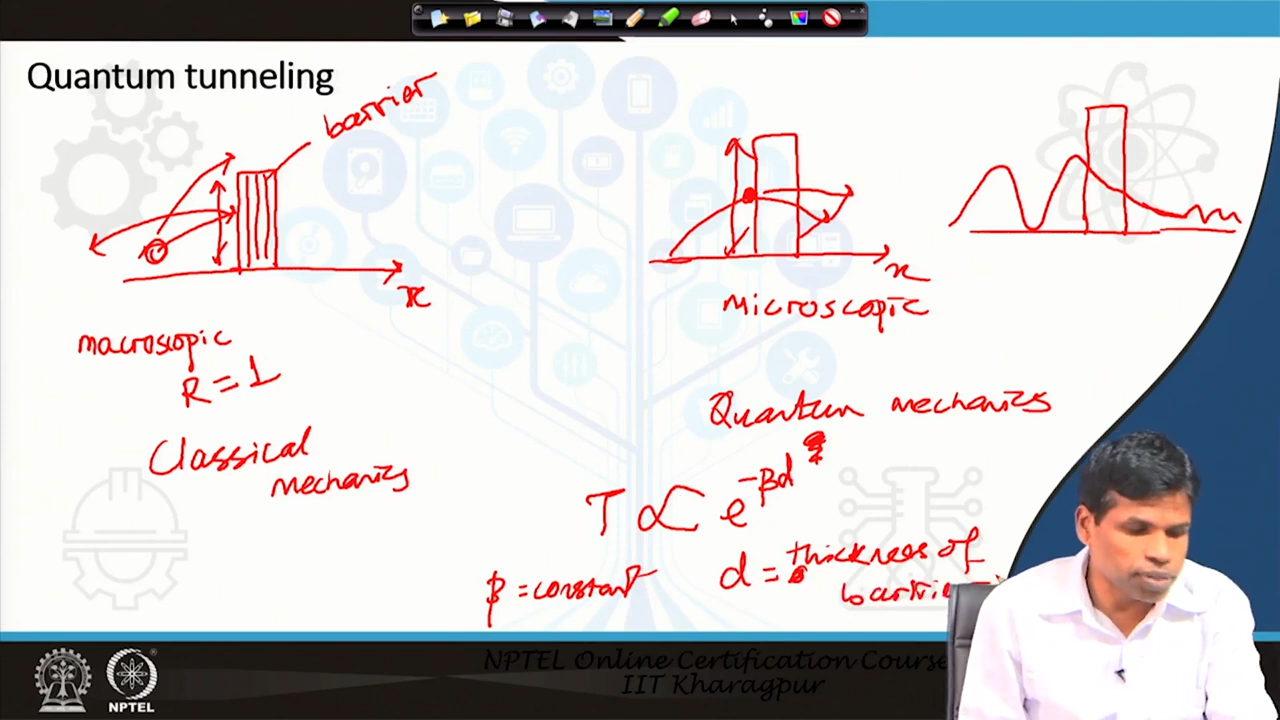 Quantum tunneling
barrier
x
macroscopic
R = 1
Classical
mechanics
x
microscopic
Quantum mechanics
T ∝ e^-βd
β = constant
d = thickness of
barrie
NPTEL Online Certification Course
IIT Kharagpur
NPTEL